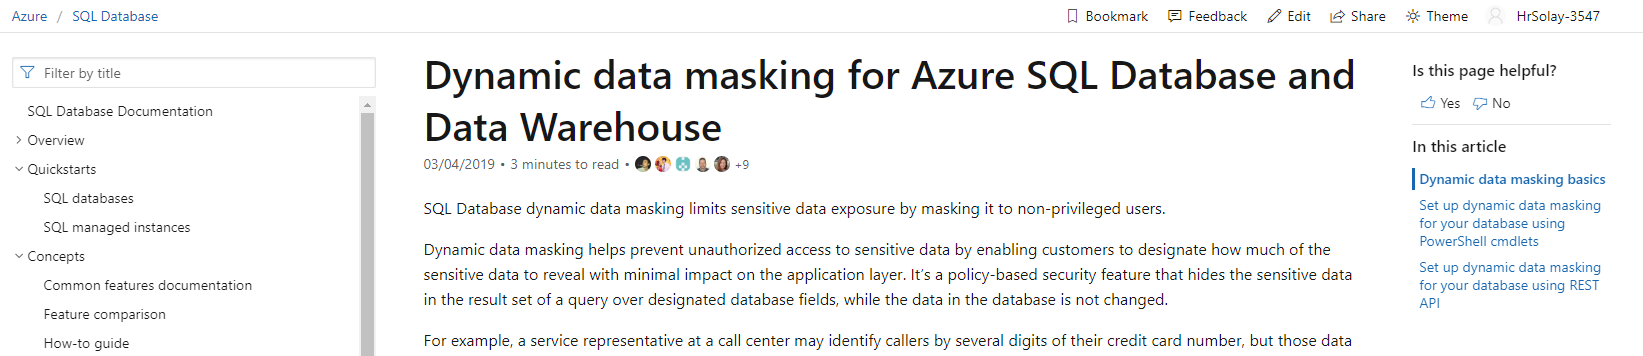 Azure / SQL Database
Bookmark Feedback Edit Share Theme HrSolay-3547
Filter by title
SQL Database Documentation
Overview
Quickstarts
SQL databases
SQL managed instances
Concepts
Common features documentation
Feature comparison
How-to guide
Dynamic data masking for Azure SQL Database and
Data Warehouse
03/04/2019 • 3 minutes to read • +9
SQL Database dynamic data masking limits sensitive data exposure by masking it to non-privileged users.
Dynamic data masking helps prevent unauthorized access to sensitive data by enabling customers to designate how much of the
sensitive data to reveal with minimal impact on the application layer. It’s a policy-based security feature that hides the sensitive data
in the result set of a query over designated database fields, while the data in the database is not changed.
For example, a service representative at a call center may identify callers by several digits of their credit card number, but those data
Is this page helpful?
Yes No
In this article
Dynamic data masking basics
Set up dynamic data masking
for your database using
PowerShell cmdlets
Set up dynamic data masking
for your database using REST
API